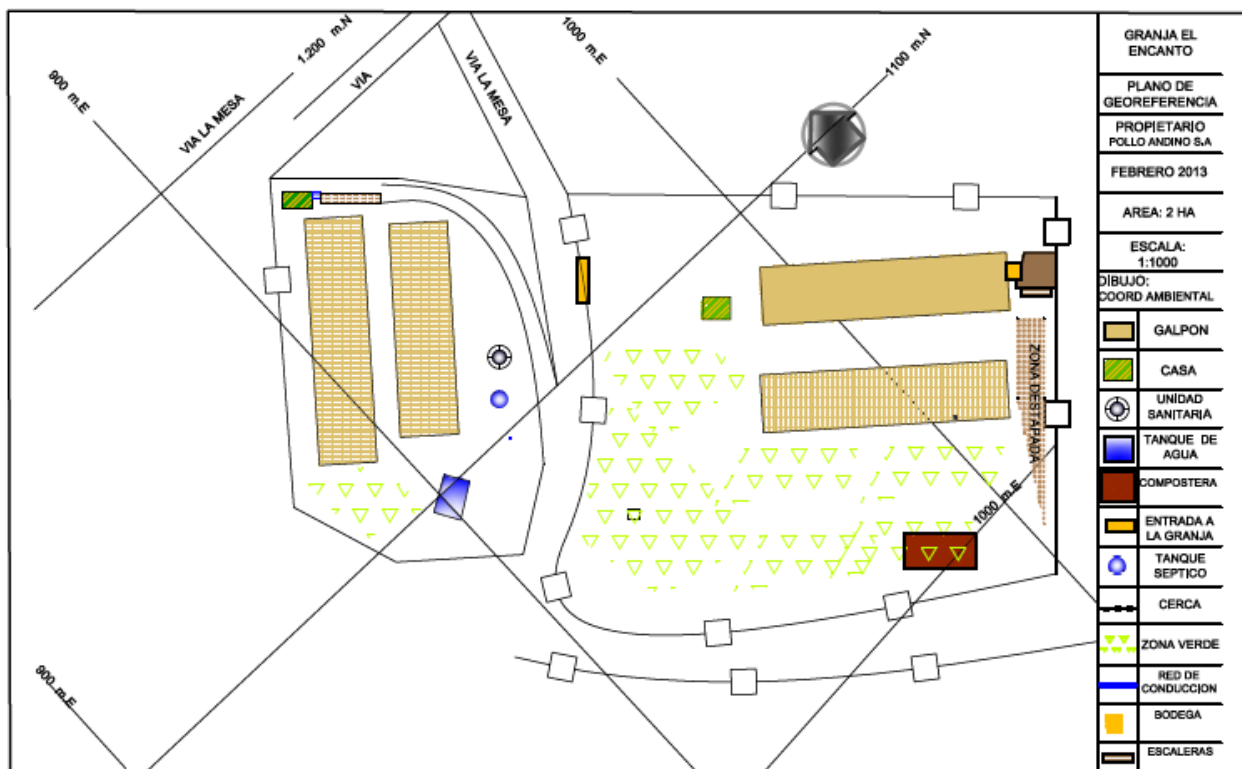 900 m.E
VIA LA MESA
1.200 m.N
VIA
VIA LA MESA
1000 m.E
1100 m.N
ZONA DESTAPADA
1000 m.E
900 m.E
GRANJA EL
ENCANTO
PLANO DE
GEOREFERENCIA
PROPIETARIO
POLLO ANDINO S.A
FEBRERO 2013
AREA: 2 HA
ESCALA:
1:1000
DIBUJO:
COORD AMBIENTAL
GALPON
CASA
UNIDAD
SANITARIA
TANQUE DE
AGUA
COMPOSTERA
ENTRADA A
LA GRANJA
TANQUE
SEPTICO
CERCA
ZONA VERDE
RED DE
CONDUCCION
BODEGA
ESCALERAS